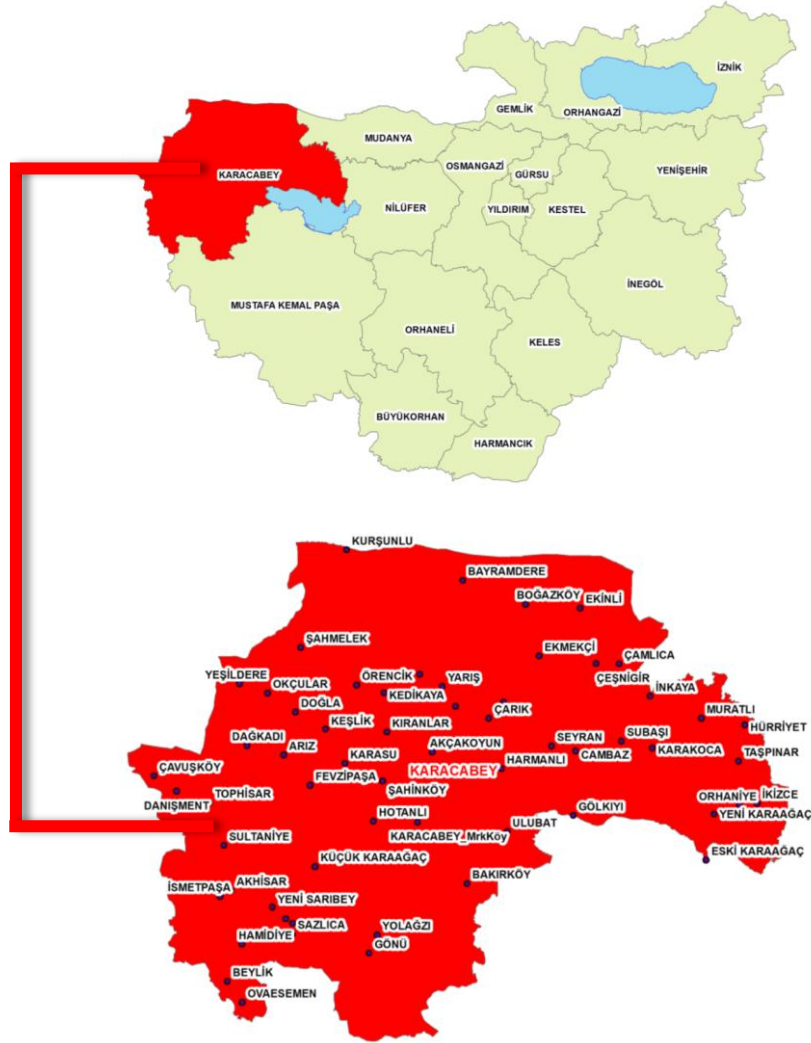 İZNİK
GEMLİK
ORHANGAZİ
MUDANYA
OSMANGAZİ
GÜRSU
YENİŞEHİR
KARACABEY
NİLÜFER
YILDIRIM
KESTEL
İNEGÖL
MUSTAFA KEMAL PAŞA
ORHANELİ
KELES
BÜYÜKORHAN
HARMANCIK
KURŞUNLU
BAYRAMDERE
BOĞAZKÖY
EKİNLİ
ŞAHMELEK
EKMEKÇİ
ÇAMLICA
YEŞİLDERE
OKÇULAR
ÖRENCİK
YARIŞ
ÇEŞNİGİR
KEDİKAYA
İNKAYA
DOĞLA
ÇARIK
MURATLI
KEŞLİK
KIRANLAR
HÜRRİYET
DAĞKADI
ARIZ
AKÇAKOYUN
SEYRAN
SUBAŞI
KARASU
HARMANLI
CAMBAZ
KARAKOCA
TAŞPINAR
ÇAVUŞKÖY
FEVZİPAŞA
KARACABEY
ŞAHİNKÖY
DANIŞMENT
TOPHİSAR
ORHANİYE
İKİZCE
HOTANLI
ULUBAT
GÖLKIYI
YENİ KARAAĞAÇ
SULTANİYE
KARACABEY_MrkKöy
KÜÇÜK KARAAĞAÇ
ESKİ KARAAĞAÇ
İSMETPAŞA
AKHİSAR
BAKIRKÖY
YENİ SARIBEY
SAZLICA
HAMİDİYE
YOLAĞZI
GÖNÜ
BEYLİK
OVAESEMEN